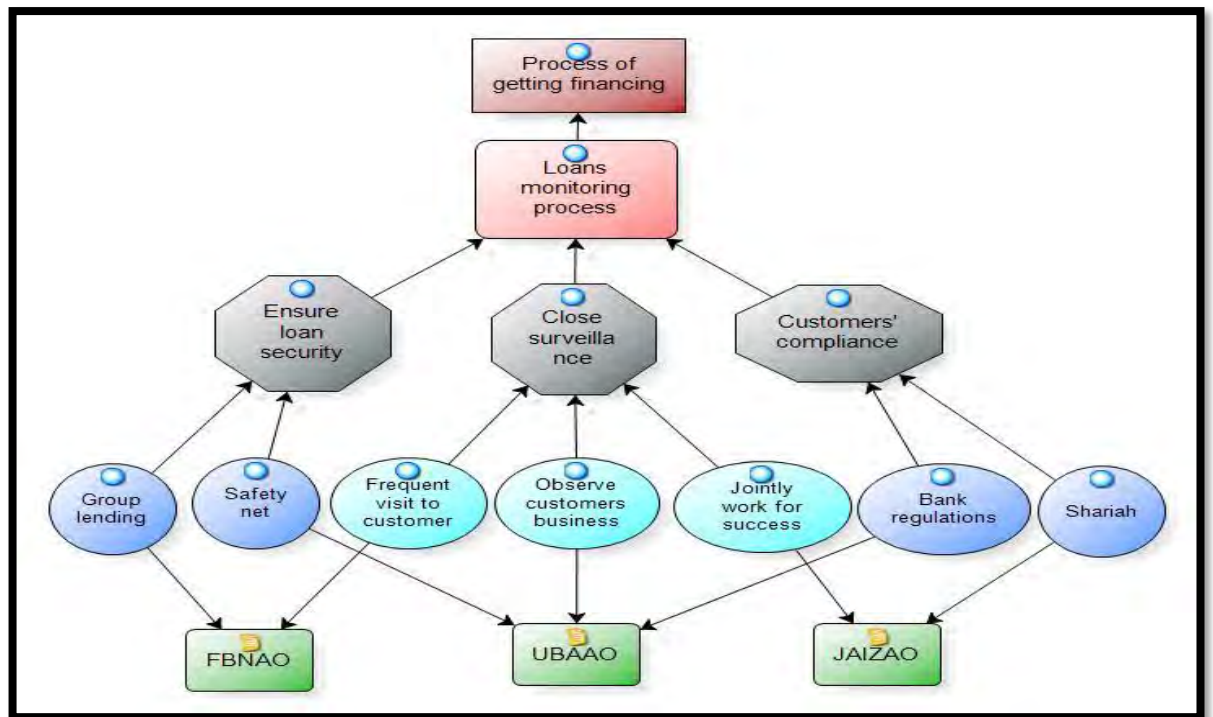 Process of
getting financing
Loans
monitoring
process
Ensure
loan
security
Close
surveilla
nce
Customers'
compliance
Group
lending
Safety
net
Frequent
visit to
customer
Observe
customers
business
Jointly
work for
success
Bank
regulations
Shariah
FBNAO
UBAAO
JAIZAO